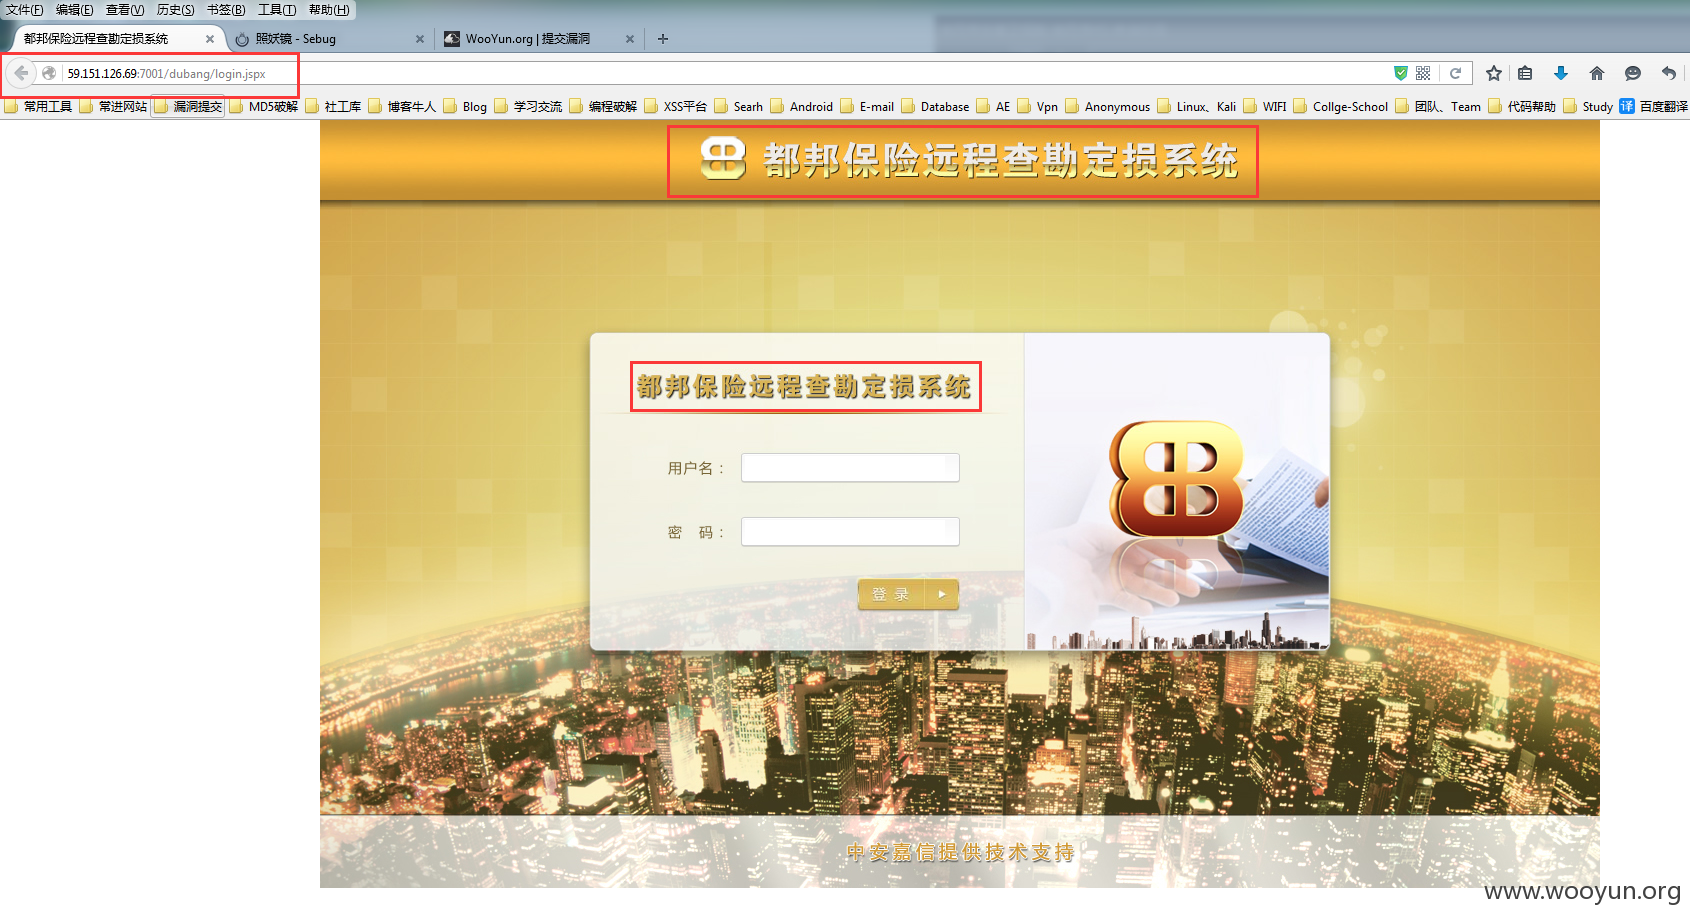 文件(F) 编辑(E) 查看(V) 历史(S) 书签(B) 工具(T) 帮助(H)
都邦保险远程查勘定损系统 照妖镜 - Sebug WooYun.org | 提交漏洞
59.151.126.69:7001/dubang/login.jspx
常用工具 常进网站 漏洞提交 MD5破解 社工库 博客牛人 Blog 学习交流 编程破解 XSS平台 Searh Android E-mail Database AE Vpn Anonymous Linux、Kali WIFI Collge-School 团队、Team 代码帮助 Study 译 百度翻译
都邦保险远程查勘定损系统
都邦保险远程查勘定损系统
用户名：
密 码：
登 录
中安嘉信提供技术支持
www.wooyun.org